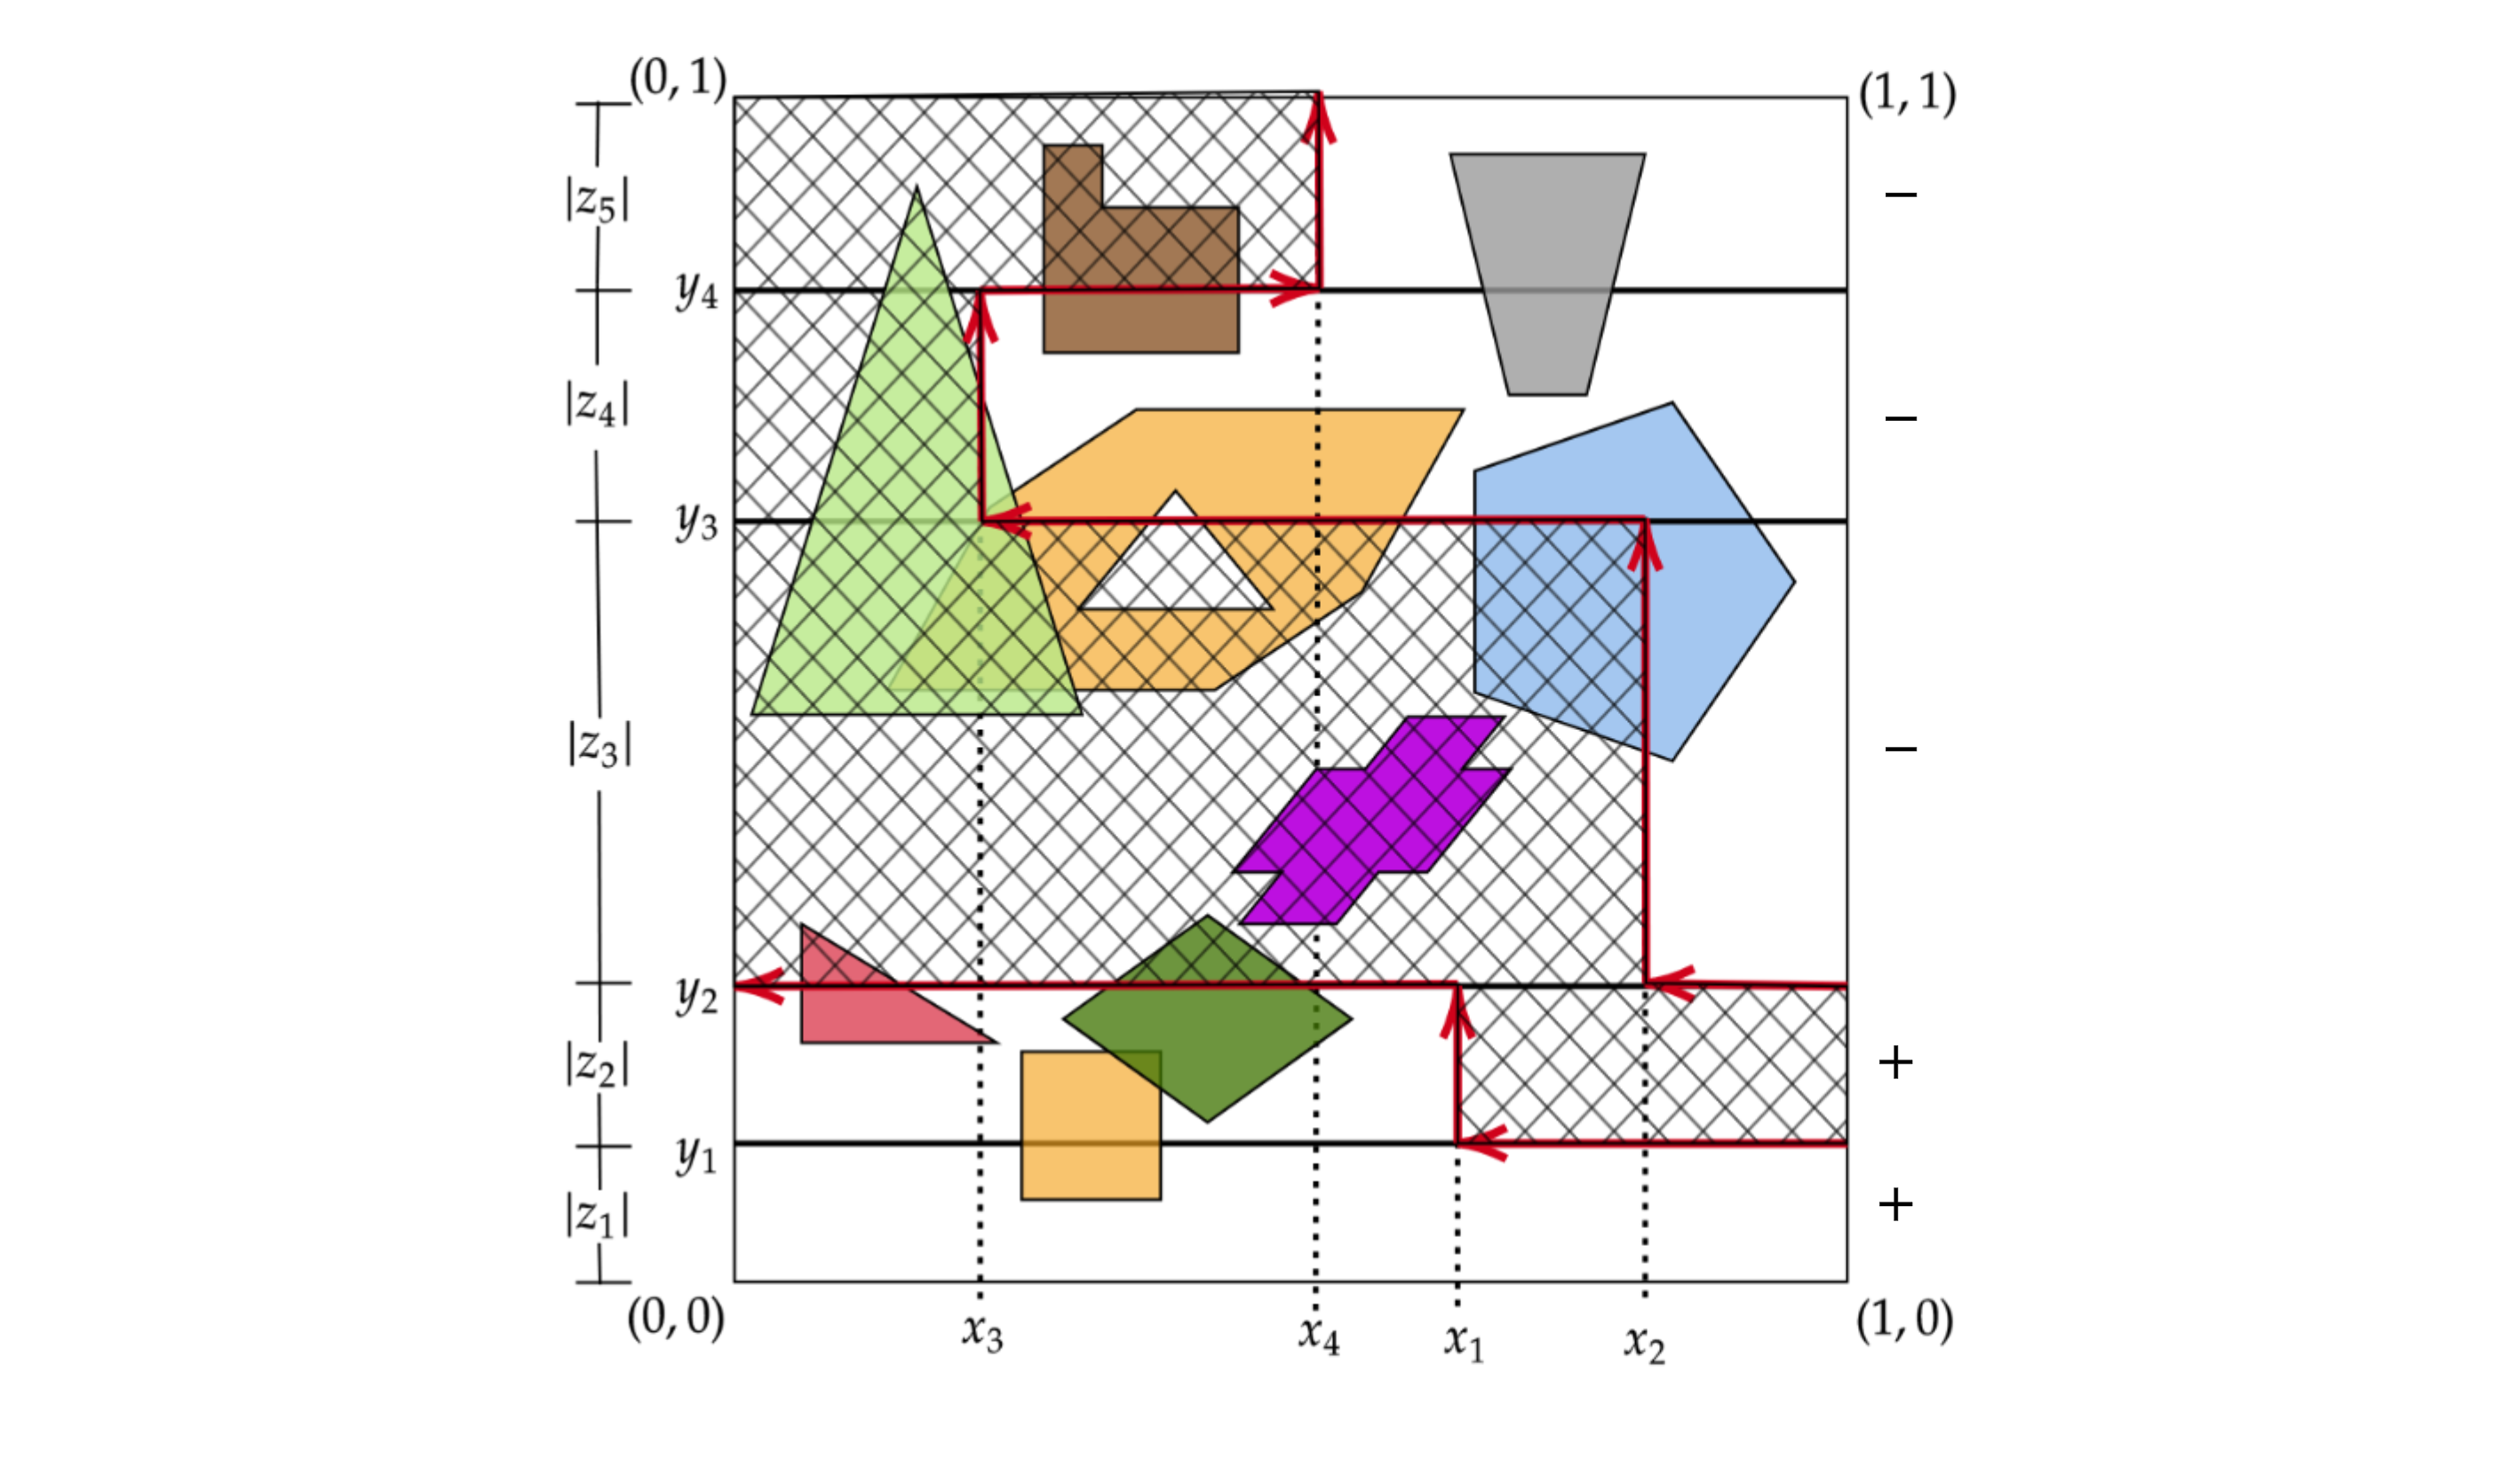 (0, 1)
(1, 1)
|z₅|
−
y₄
|z₄|
−
y₃
|z₃|
−
y₂
|z₂|
+
y₁
|z₁|
+
(0, 0)
(1, 0)
x₃
x₄
x₁
x₂